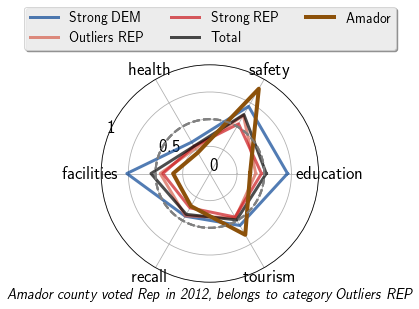 Strong DEM Strong REP Amador
Outliers REP Total
health safety
1
0.5
0
facilities education
recall tourism
Amador county voted Rep in 2012, belongs to category Outliers REP